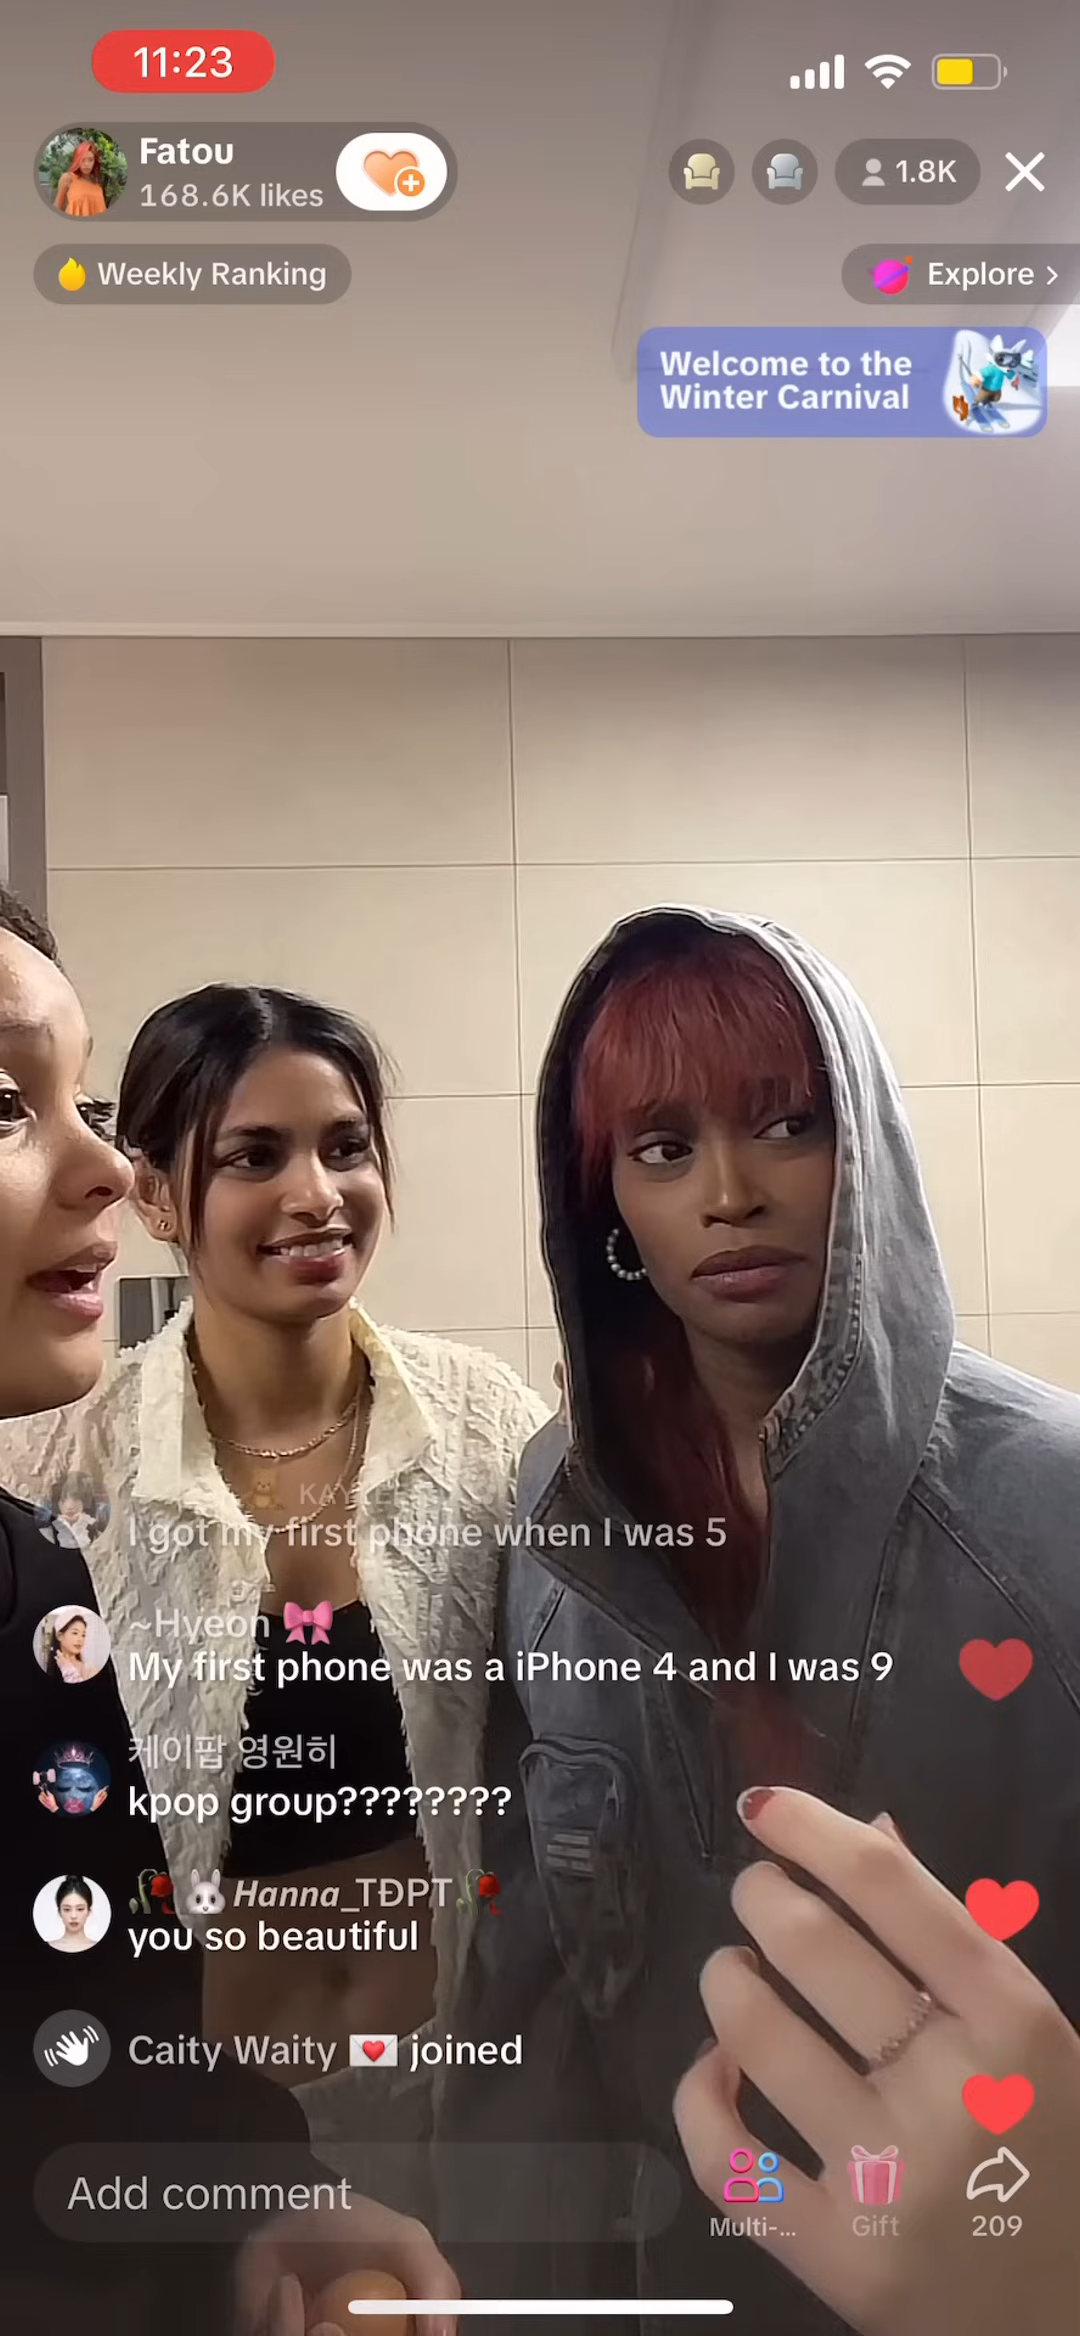 11:23
Fatou
168.6K likes
1.8K
Weekly Ranking
Explore >
Welcome to the
Winter Carnival
I got my first phone when I was 5
~Hyeon 🎀
My first phone was a iPhone 4 and I was 9
케이팝 영원히
kpop group????????
🥀🐰Hanna_TĐPT🥀
you so beautiful
Caity Waity 💌 joined
Add comment
Multi-...
Gift
209